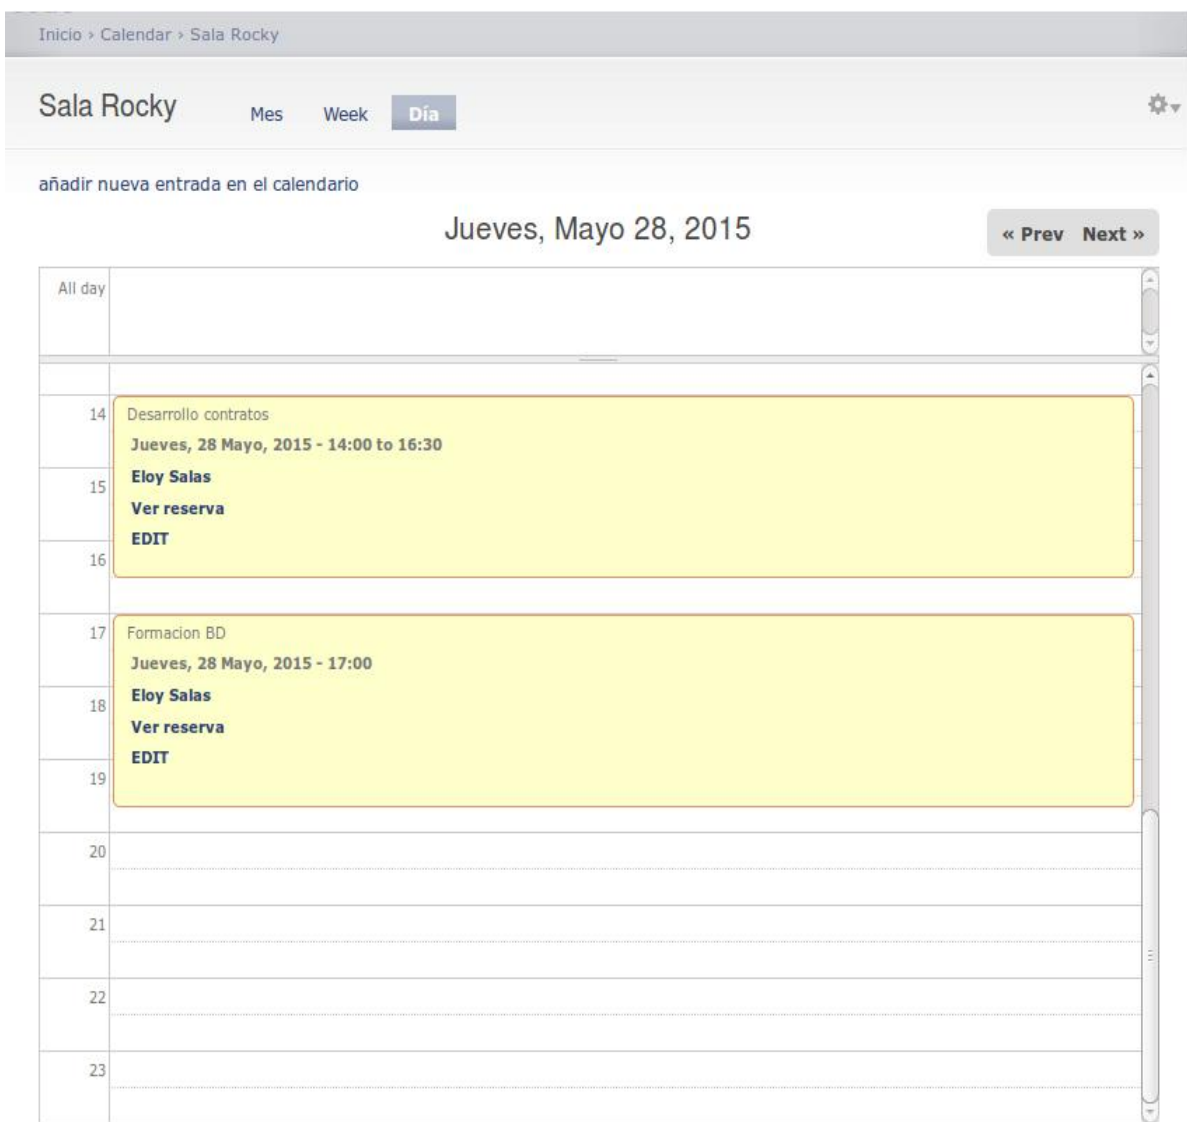 Inicio › Calendar › Sala Rocky
Sala Rocky Mes Week Día
añadir nueva entrada en el calendario
Jueves, Mayo 28, 2015
« Prev Next »
All day
14
Desarrollo contratos
Jueves, 28 Mayo, 2015 - 14:00 to 16:30
Eloy Salas
15
Ver reserva
EDIT
16
17
Formacion BD
Jueves, 28 Mayo, 2015 - 17:00
Eloy Salas
18
Ver reserva
EDIT
19
20
21
22
23